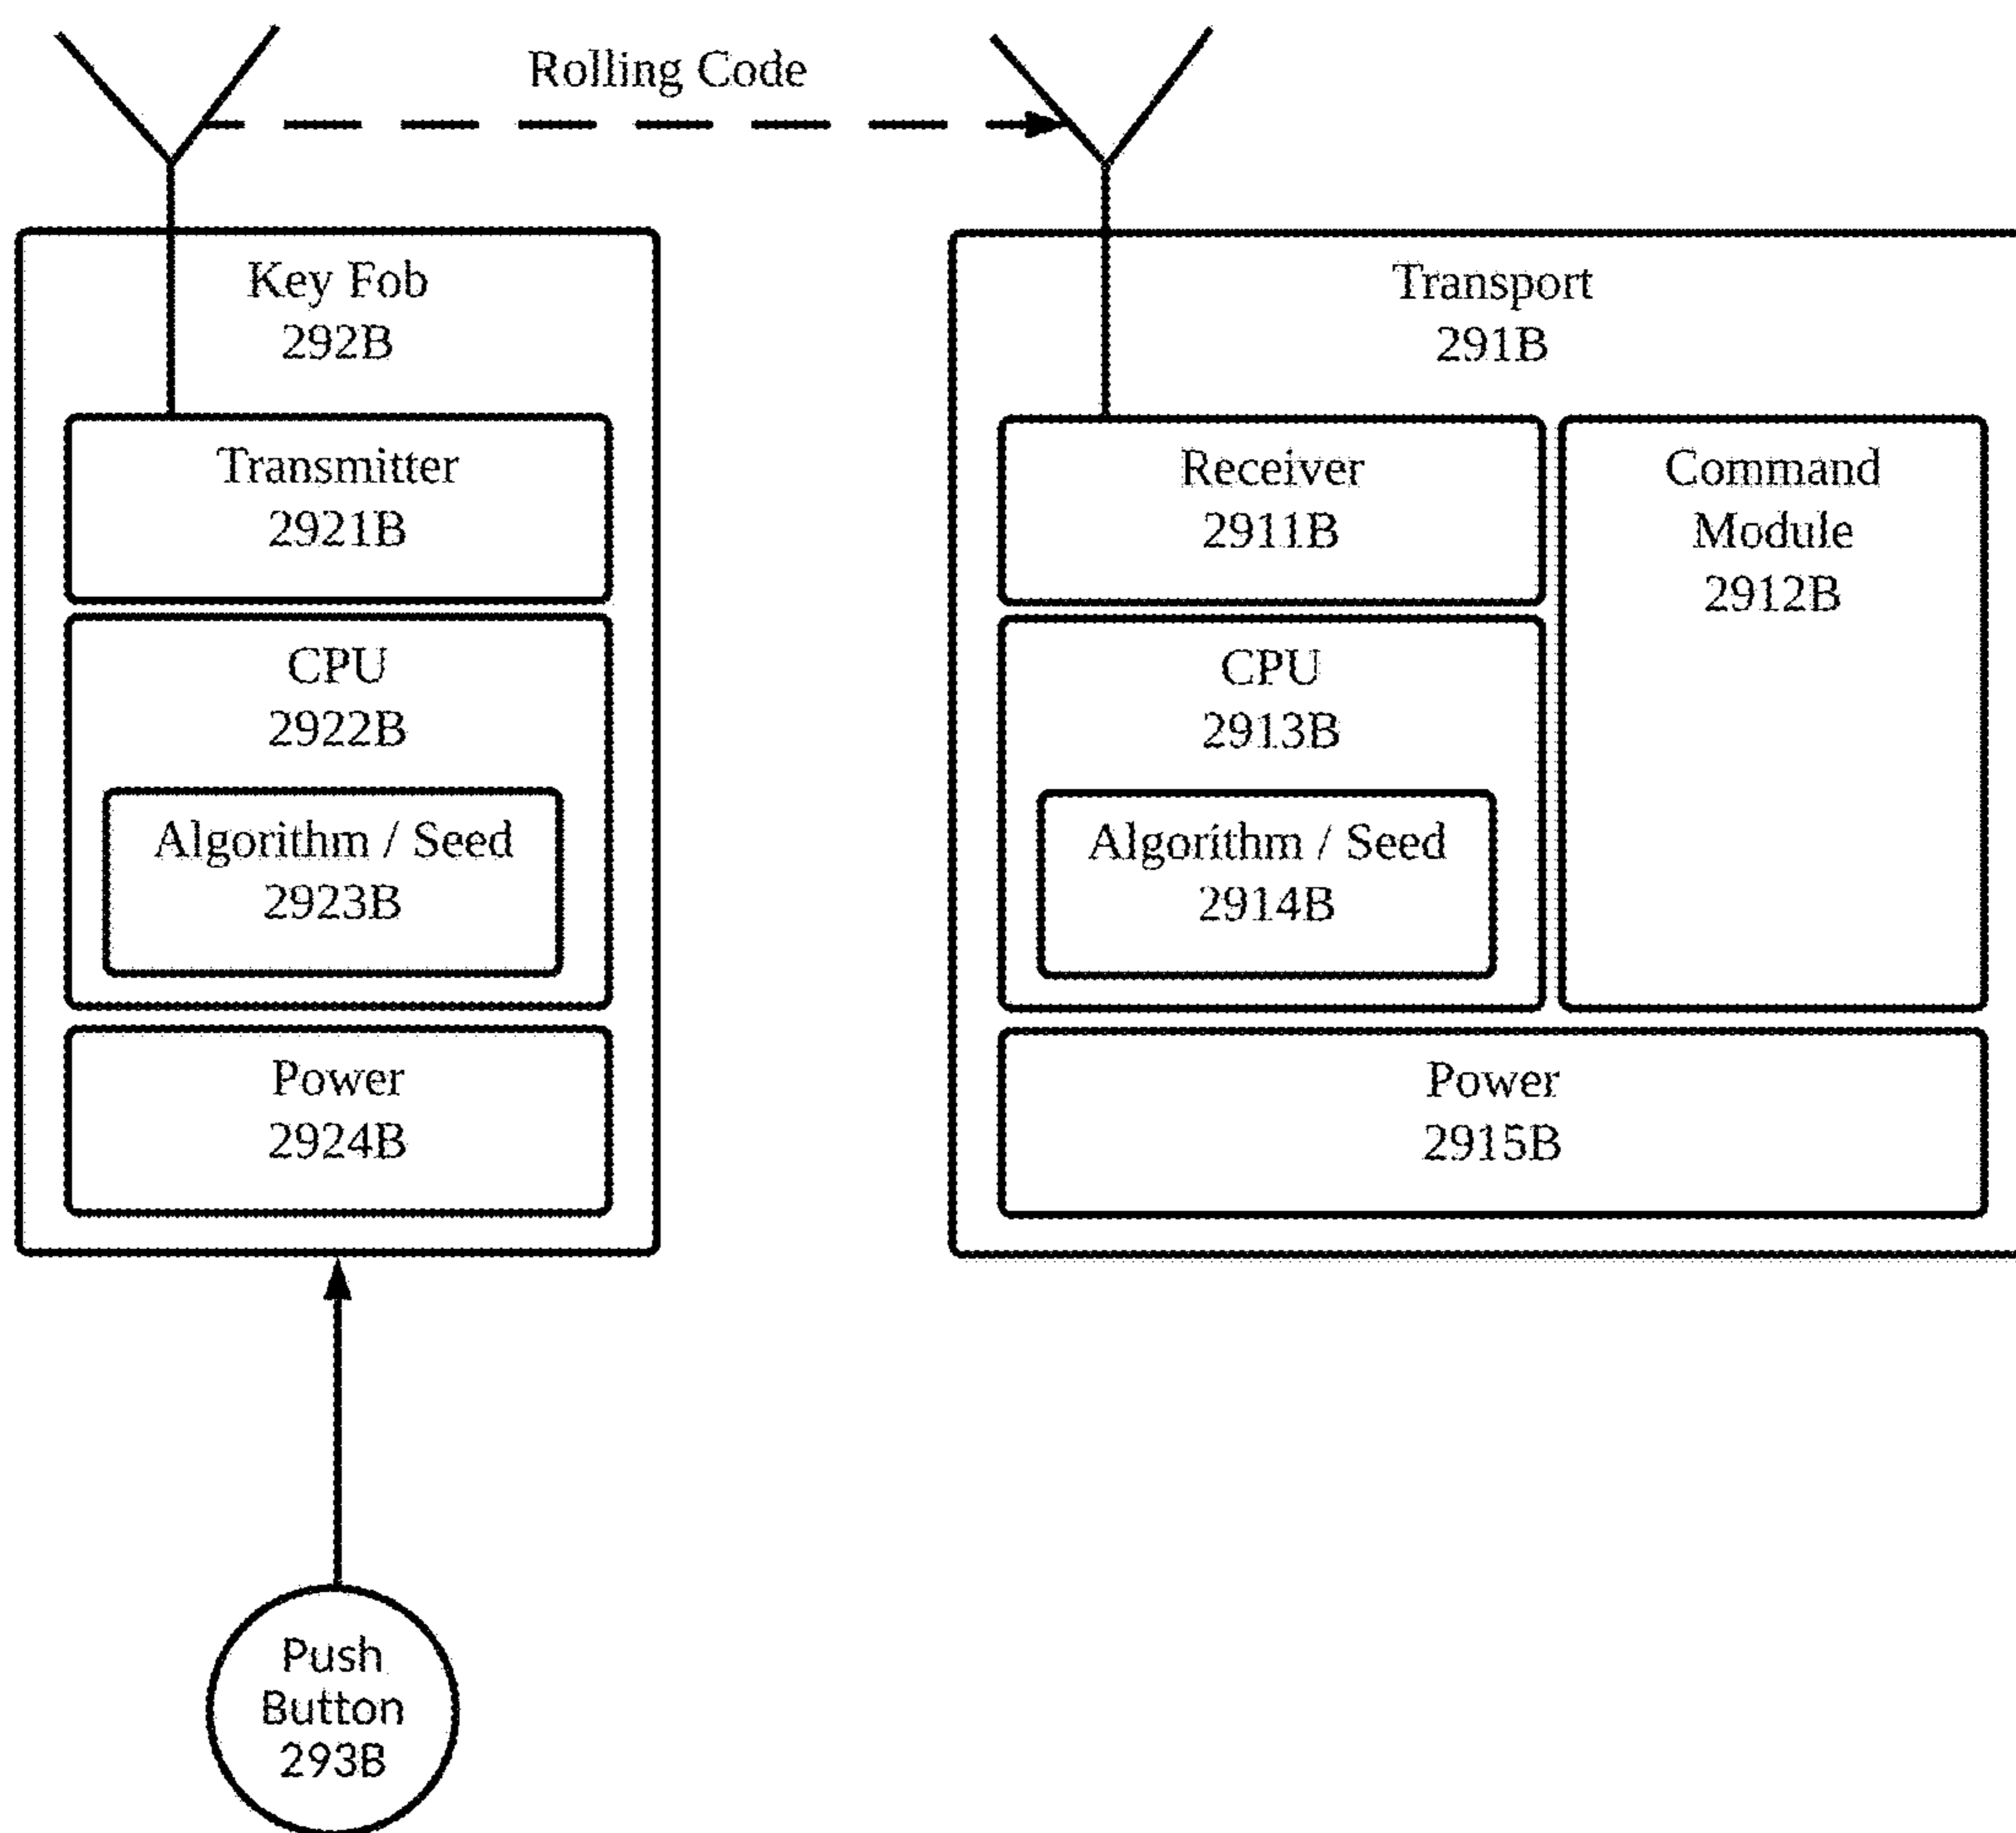 Rolling Code
Key Fob
292B
Transmitter
2921B
CPU
2922B
Algorithm / Seed
2923B
Power
2924B
Transport
291B
Receiver
2911B
Command
Module
2912B
CPU
2913B
Algorithm / Seed
2914B
Power
2915B
Push
Button
293B